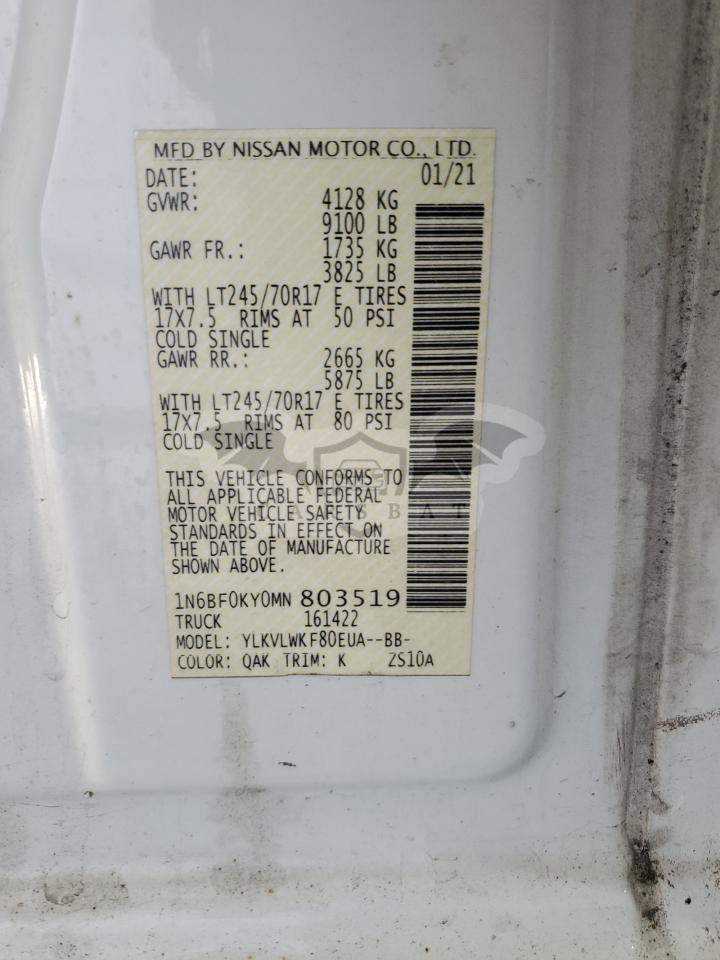 MFD BY NISSAN MOTOR CO., LTD.
DATE: 01/21
GVWR: 4128 KG
9100 LB
GAWR FR.: 1735 KG
3825 LB
WITH LT245/70R17 E TIRES
17X7.5 RIMS AT 50 PSI
COLD SINGLE
GAWR RR.: 2665 KG
5875 LB
WITH LT245/70R17 E TIRES
17X7.5 RIMS AT 80 PSI
COLD SINGLE
THIS VEHICLE CONFORMS TO
ALL APPLICABLE FEDERAL
MOTOR VEHICLE SAFETY
STANDARDS IN EFFECT ON
THE DATE OF MANUFACTURE
SHOWN ABOVE.
1N6BF0KY0MN 803519
TRUCK 161422
MODEL: YLKVLWKF80EUA--BB-
COLOR: QAK TRIM: K ZS10A